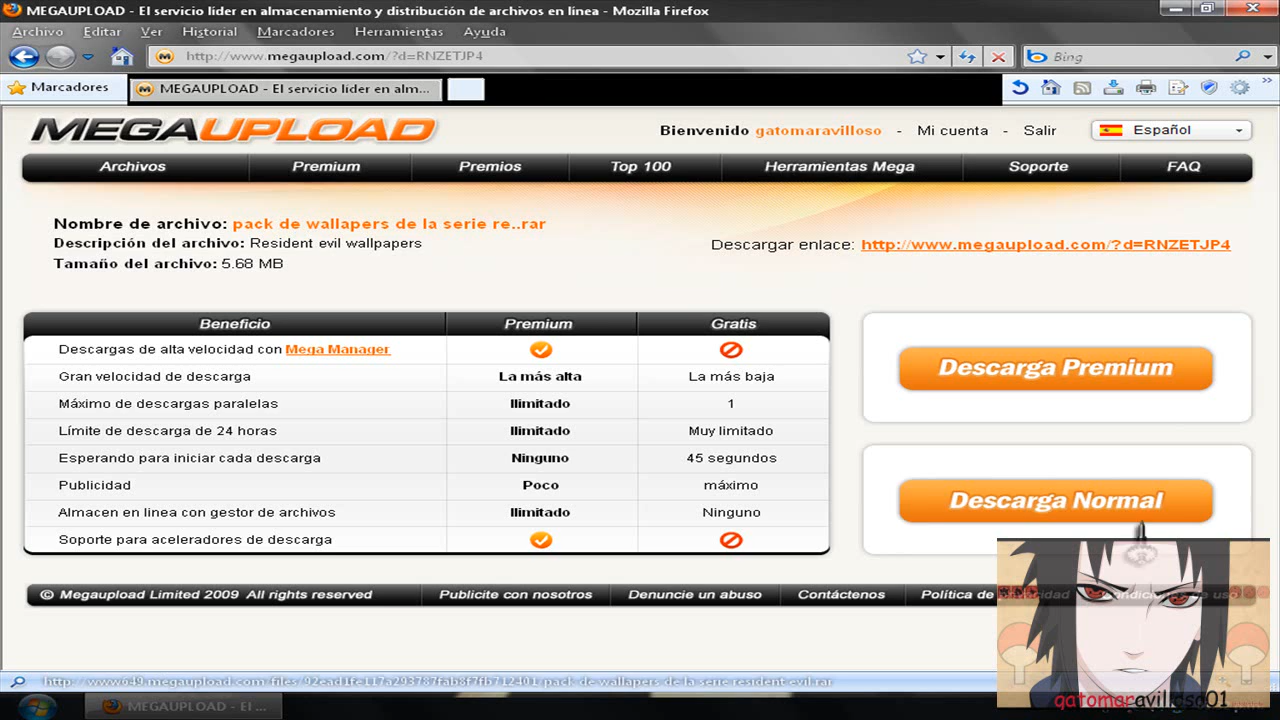 MEGAUPLOAD - El servicio líder en almacenamiento y distribución de archivos en línea - Mozilla Firefox
Archivo Editar Ver Historial Marcadores Herramientas Ayuda
http://www.megaupload.com/?d=RNZETJP4
Bing
Marcadores
MEGAUPLOAD - El servicio líder en alm...
MEGAUPLOAD
Bienvenido gatomaravilloso - Mi cuenta - Salir
Español
Archivos Premium Premios Top 100 Herramientas Mega Soporte FAQ
Nombre de archivo: pack de wallapers de la serie re..rar
Descripción del archivo: Resident evil wallpapers
Tamaño del archivo: 5.68 MB
Descargar enlace: http://www.megaupload.com/?d=RNZETJP4
Beneficio Premium Gratis
Descargas de alta velocidad con Mega Manager
Gran velocidad de descarga La más alta La más baja
Máximo de descargas paralelas Ilimitado 1
Límite de descarga de 24 horas Ilimitado Muy limitado
Esperando para iniciar cada descarga Ninguno 45 segundos
Publicidad Poco máximo
Almacen en linea con gestor de archivos Ilimitado Ninguno
Soporte para aceleradores de descarga
Descarga Premium
Descarga Normal
© Megaupload Limited 2009 All rights reserved Publicite con nosotros Denuncie un abuso Contáctenos Política de
MEGAUPLOAD - El ...
gatomaravilloso01